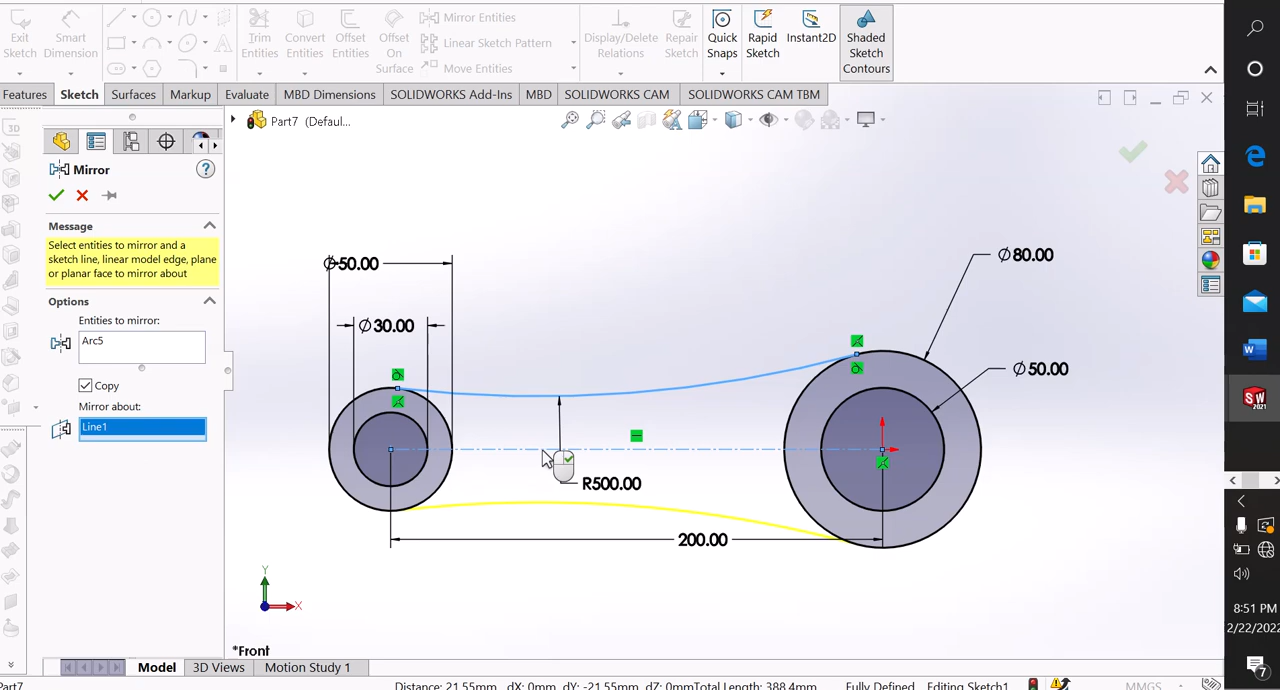 Exit Sketch
Smart Dimension
Trim Entities
Convert Entities
Offset Entities
Offset On Surface
Mirror Entities
Linear Sketch Pattern
Move Entities
Display/Delete Relations
Repair Sketch
Quick Snaps
Rapid Sketch
Instant2D
Shaded Sketch Contours
Features Sketch Surfaces Markup Evaluate MBD Dimensions SOLIDWORKS Add-Ins MBD SOLIDWORKS CAM SOLIDWORKS CAM TBM
Part7 (Defaul...
Mirror
Message
Select entities to mirror and a
sketch line, linear model edge, plane
or planar face to mirror about
Options
Entities to mirror:
Arc5
Copy
Mirror about:
Line1
Ø50.00
Ø30.00
Ø80.00
Ø50.00
R500.00
200.00
Y
X
*Front
Model 3D Views Motion Study 1
Part7 Distance: 21.55mm dX: 0mm dY: -21.55mm dZ: 0mm Total Length: 388.4mm Fully Defined Editing Sketch1 MMGS
SW
2021
8:51 PM
2/22/2022
7